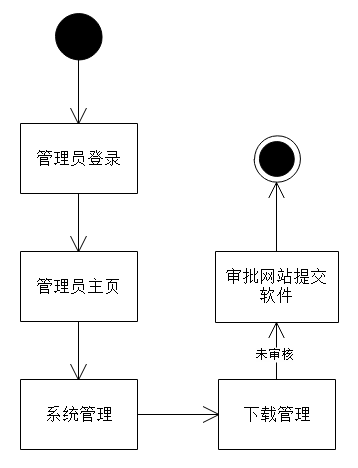 管理员登录
管理员主页
系统管理
下载管理
未审核
审批网站提交
软件